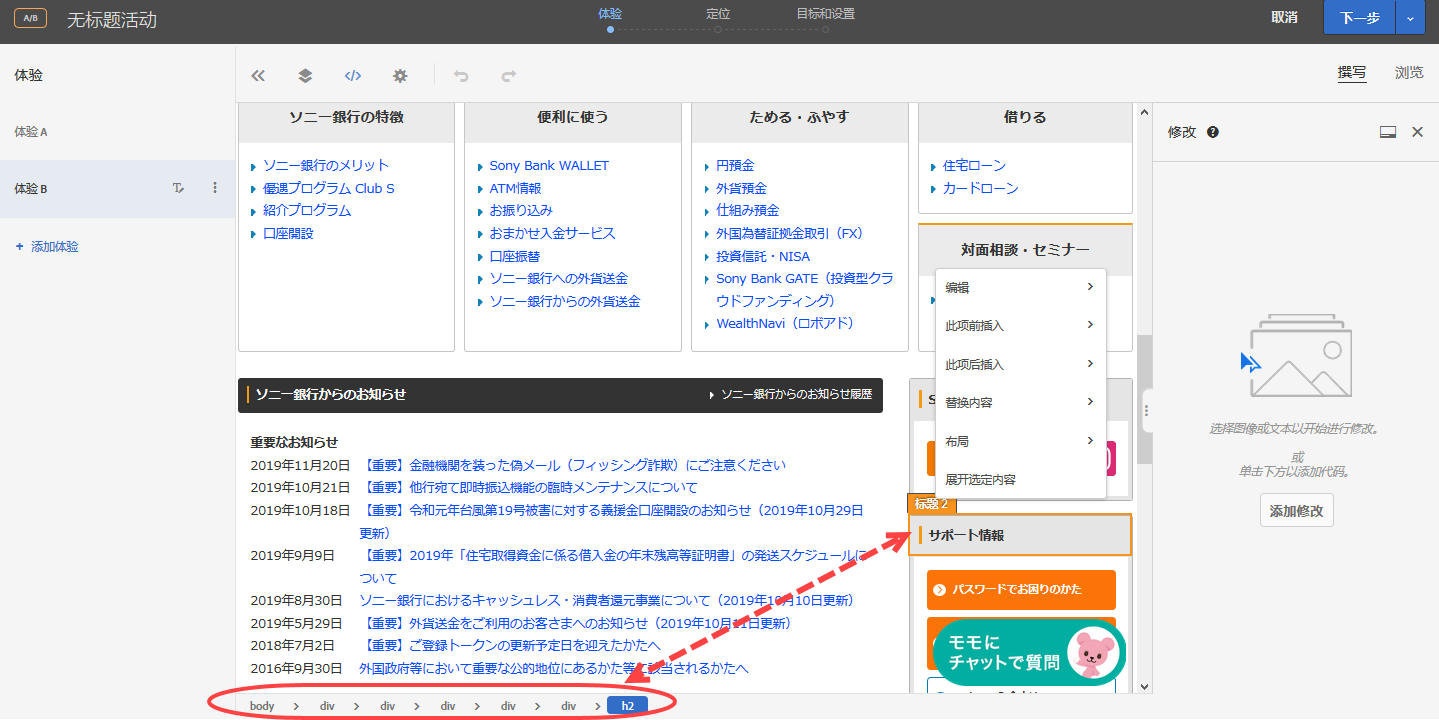 A/B
无标题活动
体验
定位
目标和设置
取消
下一步
体验
撰写
浏览
体验 A
体验 B
+ 添加体验
ソニー銀行の特徴
ソニー銀行のメリット
優遇プログラム Club S
紹介プログラム
口座開設
便利に使う
Sony Bank WALLET
ATM情報
お振り込み
おまかせ入金サービス
口座振替
ソニー銀行への外貨送金
ソニー銀行からの外貨送金
ためる・ふやす
円預金
外貨預金
仕組み預金
外国為替証拠金取引（FX）
投資信託・NISA
Sony Bank GATE（投資型クラ
ウドファンディング）
WealthNavi（ロボアド）
借りる
住宅ローン
カードローン
対面相談・セミナー
编辑
此项前插入
此项后插入
替换内容
布局
展开选定内容
修改
选择图像或文本以开始进行修改。
或
单击下方以添加代码。
添加修改
ソニー銀行からのお知らせ
ソニー銀行からのお知らせ履歴
重要なお知らせ
2019年11月20日 【重要】金融機関を装った偽メール（フィッシング詐欺）にご注意ください
2019年10月21日 【重要】他行宛て即時振込機能の臨時メンテナンスについて
2019年10月18日 【重要】令和元年台風第19号被害に対する義援金口座開設のお知らせ（2019年10月29日
更新）
2019年9月9日 【重要】2019年「住宅取得資金に係る借入金の年末残高等証明書」の発送スケジュールに
ついて
2019年8月30日 ソニー銀行におけるキャッシュレス・消費者還元事業について（2019年10月10日更新）
2019年5月29日 【重要】外貨送金をご利用のお客さまへのお知らせ（2019年10月11日更新）
2018年7月2日 【重要】ご登録トークンの更新予定日を迎えたかたへ
2016年9月30日 外国政府等において重要な公的地位にあるかた等に該当されるかたへ
标题 2
サポート情報
パスワードでお困りのかた
モモに
チャットで質問
body > div > div > div > div > div > h2